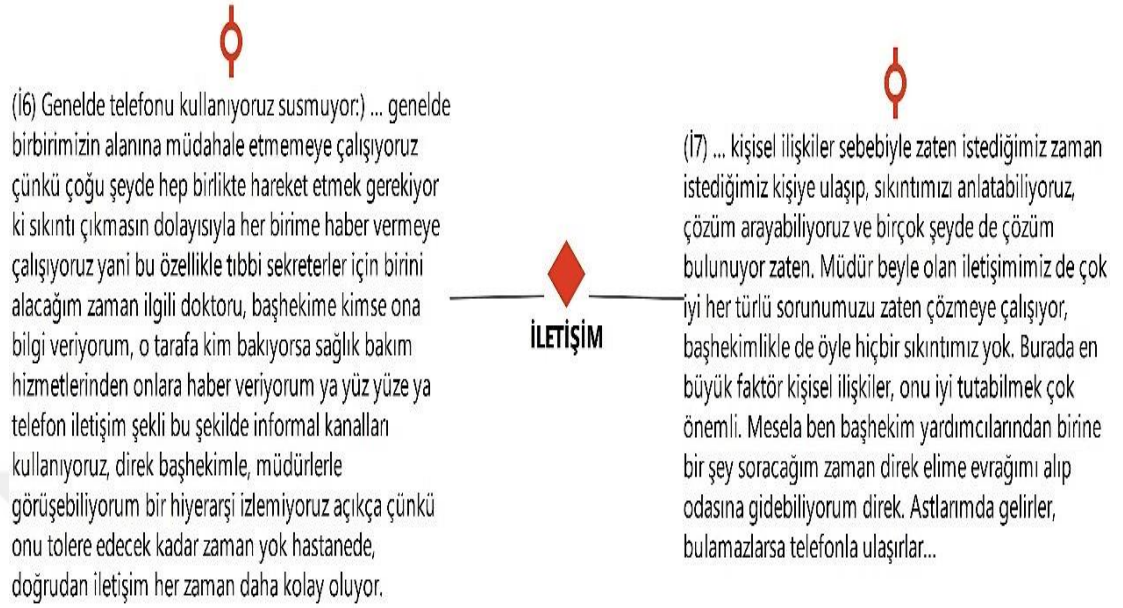 (İ6) Genelde telefonu kullanıyoruz susmuyor:) ... genelde
birbirimizin alanına müdahale etmemeye çalışıyoruz
çünkü çoğu şeyde hep birlikte hareket etmek gerekiyor
ki sıkıntı çıkmasın dolayısıyla her birime haber vermeye
çalışıyoruz yani bu özellikle tıbbi sekreterler için birini
alacağım zaman ilgili doktoru, başhekime kimse ona
bilgi veriyorum, o tarafa kim bakıyorsa sağlık bakım
hizmetlerinden onlara haber veriyorum ya yüz yüze ya
telefon iletişim şekli bu şekilde informal kanalları
kullanıyoruz, direk başhekimle, müdürlerle
görüşebiliyorum bir hiyerarşi izlemiyoruz açıkça çünkü
onu tolere edecek kadar zaman yok hastanede,
doğrudan iletişim her zaman daha kolay oluyor.
İLETİŞİM
(İ7) ... kişisel ilişkiler sebebiyle zaten istediğimiz zaman
istediğimiz kişiye ulaşıp, sıkıntımızı anlatabiliyoruz,
çözüm arayabiliyoruz ve birçok şeyde de çözüm
bulunuyor zaten. Müdür beyle olan iletişimimiz de çok
iyi her türlü sorunumuzu zaten çözmeye çalışıyor,
başhekimlikle de öyle hiçbir sıkıntımız yok. Burada en
büyük faktör kişisel ilişkiler, onu iyi tutabilmek çok
önemli. Mesela ben başhekim yardımcılarından birine
bir şey soracağım zaman direk elime evrağımı alıp
odasına gidebiliyorum direk. Astlarımda gelirler,
bulamazlarsa telefonla ulaşırlar...